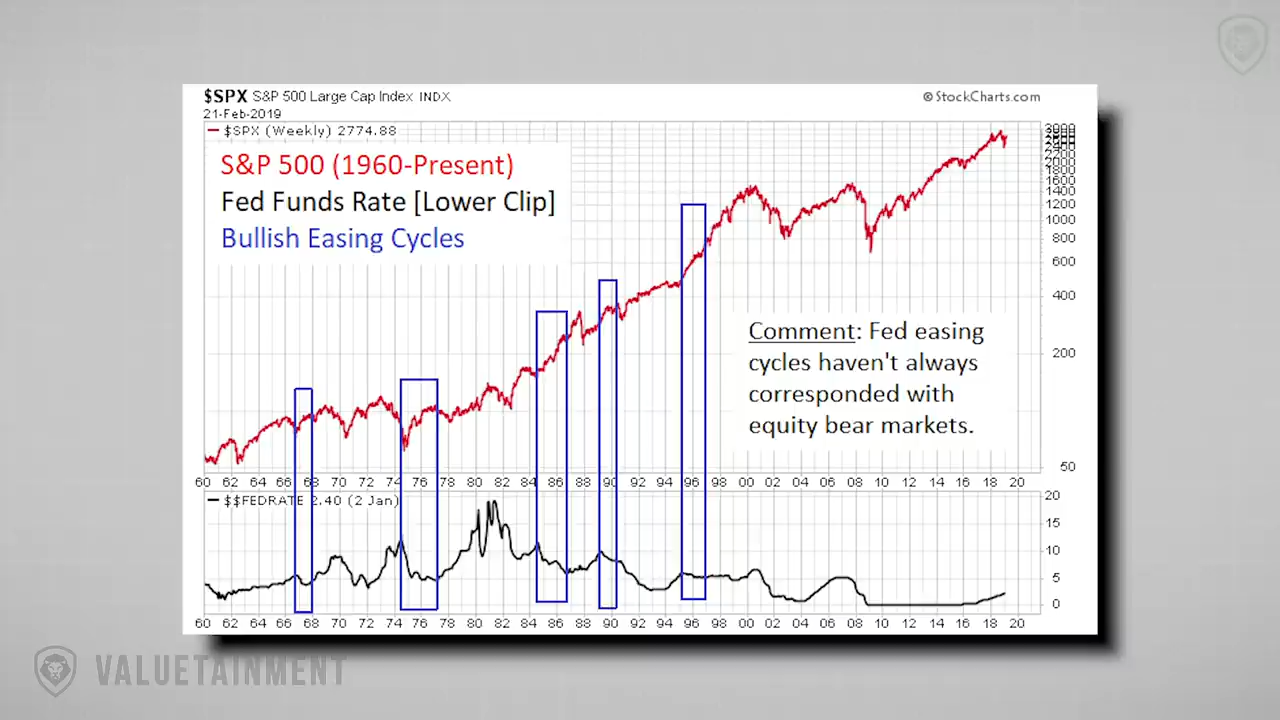 $SPX S&P 500 Large Cap Index INDX
© StockCharts.com
21-Feb-2019
$SPX (Weekly) 2774.88
S&P 500 (1960-Present)
Fed Funds Rate [Lower Clip]
Bullish Easing Cycles
2000
1800
1600
1400
1200
1000
800
600
400
200
50
Comment: Fed easing
cycles haven't always
corresponded with
equity bear markets.
60 62 64 66 68 70 72 74 76 78 80 82 84 86 88 90 92 94 96 98 00 02 04 06 08 10 12 14 16 18 20
$$FEDRATE 2.40 (2 Jan)
20
15
10
5
0
60 62 64 66 68 70 72 74 76 78 80 82 84 86 88 90 92 94 96 98 00 02 04 06 08 10 12 14 16 18 20
VALUETAINMENT